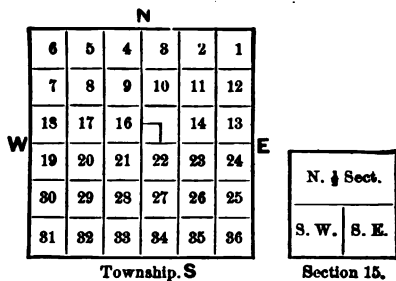 N
6 5 4 3 2 1
7 8 9 10 11 12
18 17 16 14 13
W E
19 20 21 22 23 24
30 29 28 27 26 25
31 32 33 34 35 36
Township. S
N. ½ Sect.
S. W. S. E.
Section 15.